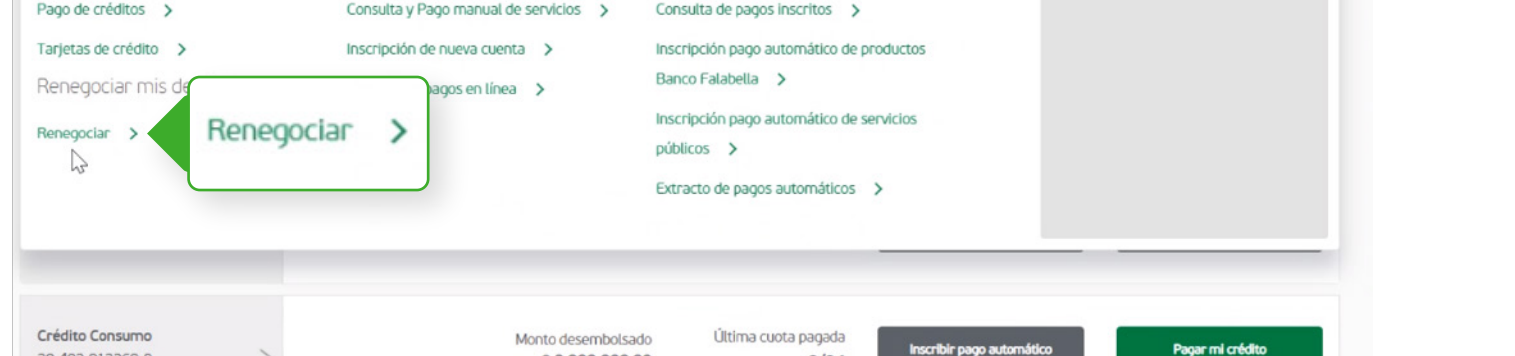 Pago de créditos >
Tarjetas de crédito >
Renegociar mis de
Renegociar >
Renegociar >
Consulta y Pago manual de servicios >
Inscripción de nueva cuenta >
agos en línea >
Consulta de pagos inscritos >
Inscripción pago automático de productos
Banco Falabella >
Inscripción pago automático de servicios
públicos >
Extracto de pagos automáticos >
Crédito Consumo
Monto desembolsado
Última cuota pagada
Inscribir pago automático
Pagar mi crédito